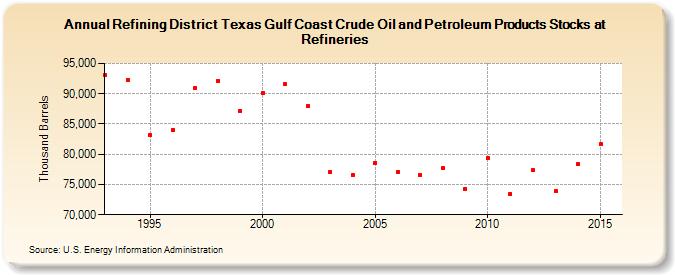 Annual Refining District Texas Gulf Coast Crude Oil and Petroleum Products Stocks at
Refineries
Thousand Barrels
95,000
90,000
85,000
80,000
75,000
70,000
1995
2000
2005
2010
2015
Source: U.S. Energy Information Administration